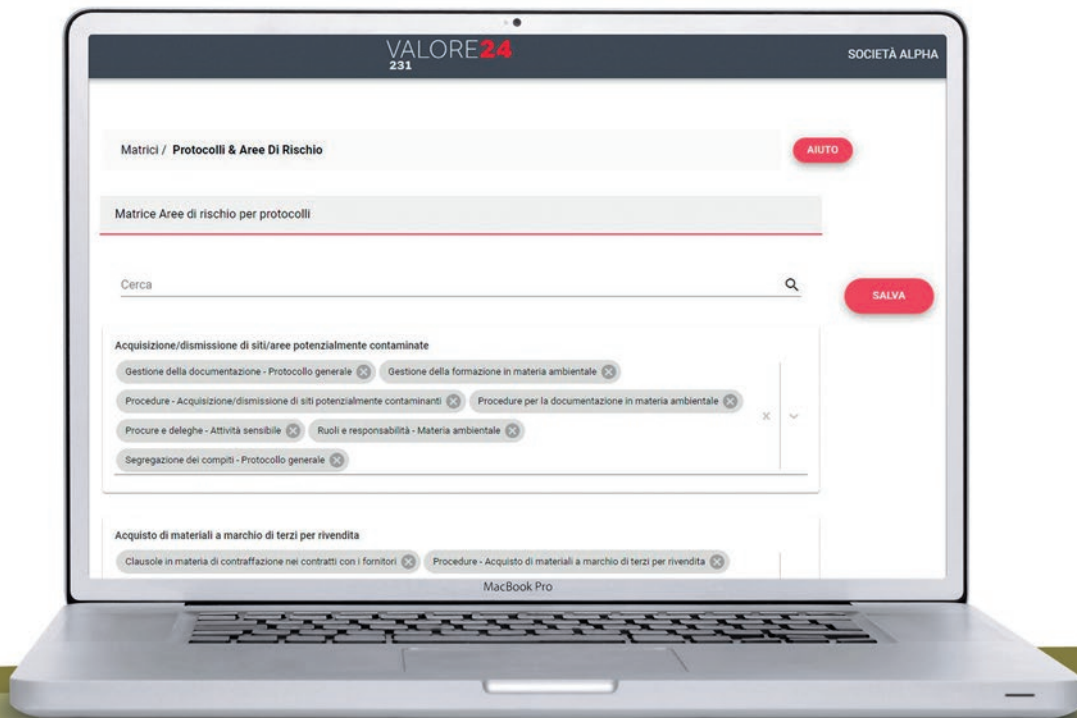 VALORE24
231
SOCIETÀ ALPHA
Matrici / Protocolli & Aree Di Rischio
AIUTO
Matrice Aree di rischio per protocolli
Cerca
SALVA
Acquisizione/dismissione di siti/aree potenzialmente contaminate
Gestione della documentazione - Protocollo generale
Gestione della formazione in materia ambientale
Procedure - Acquisizione/dismissione di siti potenzialmente contaminanti
Procedure per la documentazione in materia ambientale
Procure e deleghe - Attività sensibile
Ruoli e responsabilità - Materia ambientale
Segregazione dei compiti - Protocollo generale
Acquisto di materiali a marchio di terzi per rivendita
Clausole in materia di contraffazione nei contratti con i fornitori
Procedure - Acquisto di materiali a marchio di terzi per rivendita
MacBook Pro